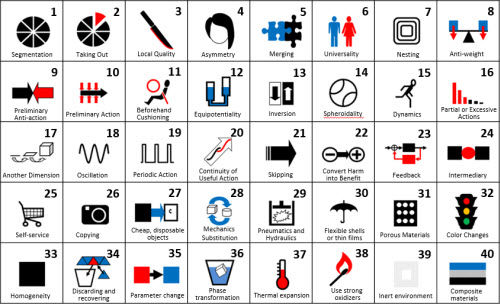 1
Segmentation
2
Taking Out
3
Local Quality
4
Asymmetry
5
Merging
6
Universality
7
Nesting
8
Anti-weight
9
Preliminary
Anti-action
10
Preliminary Action
11
Beforehand
Cushioning
12
Equipotentiality
13
Inversion
14
Spheroidality
15
Dynamics
16
Partial or Excessive
Actions
17
Another Dimension
18
Oscillation
19
Periodic Action
20
Continuity of
Useful Action
21
Skipping
22
Convert Harm
into Benefit
23
Feedback
24
Intermediary
25
Self-service
26
Copying
27
Cheap, disposable
objects
28
Mechanics
Substitution
29
Pneumatics and
Hydraulics
30
Flexible shells
or thin films
31
Porous Materials
32
Color Changes
33
Homogeneity
34
Discarding and
recovering
35
Parameter change
36
Phase
transformation
37
Thermal expansion
38
Use strong
oxidizers
39
Inert environments
40
Composite
materials